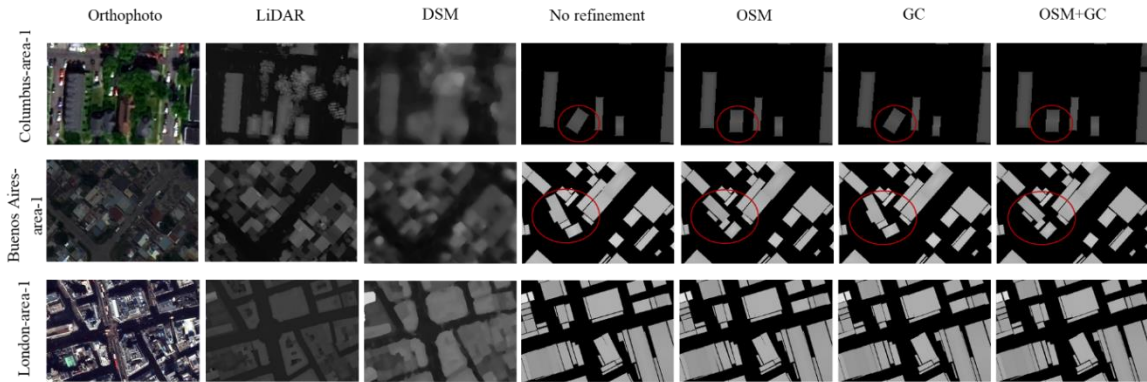 Orthophoto LiDAR DSM No refinement OSM GC OSM+GC
Columbus-area-1
Buenos Aires-
area-1
London-area-1